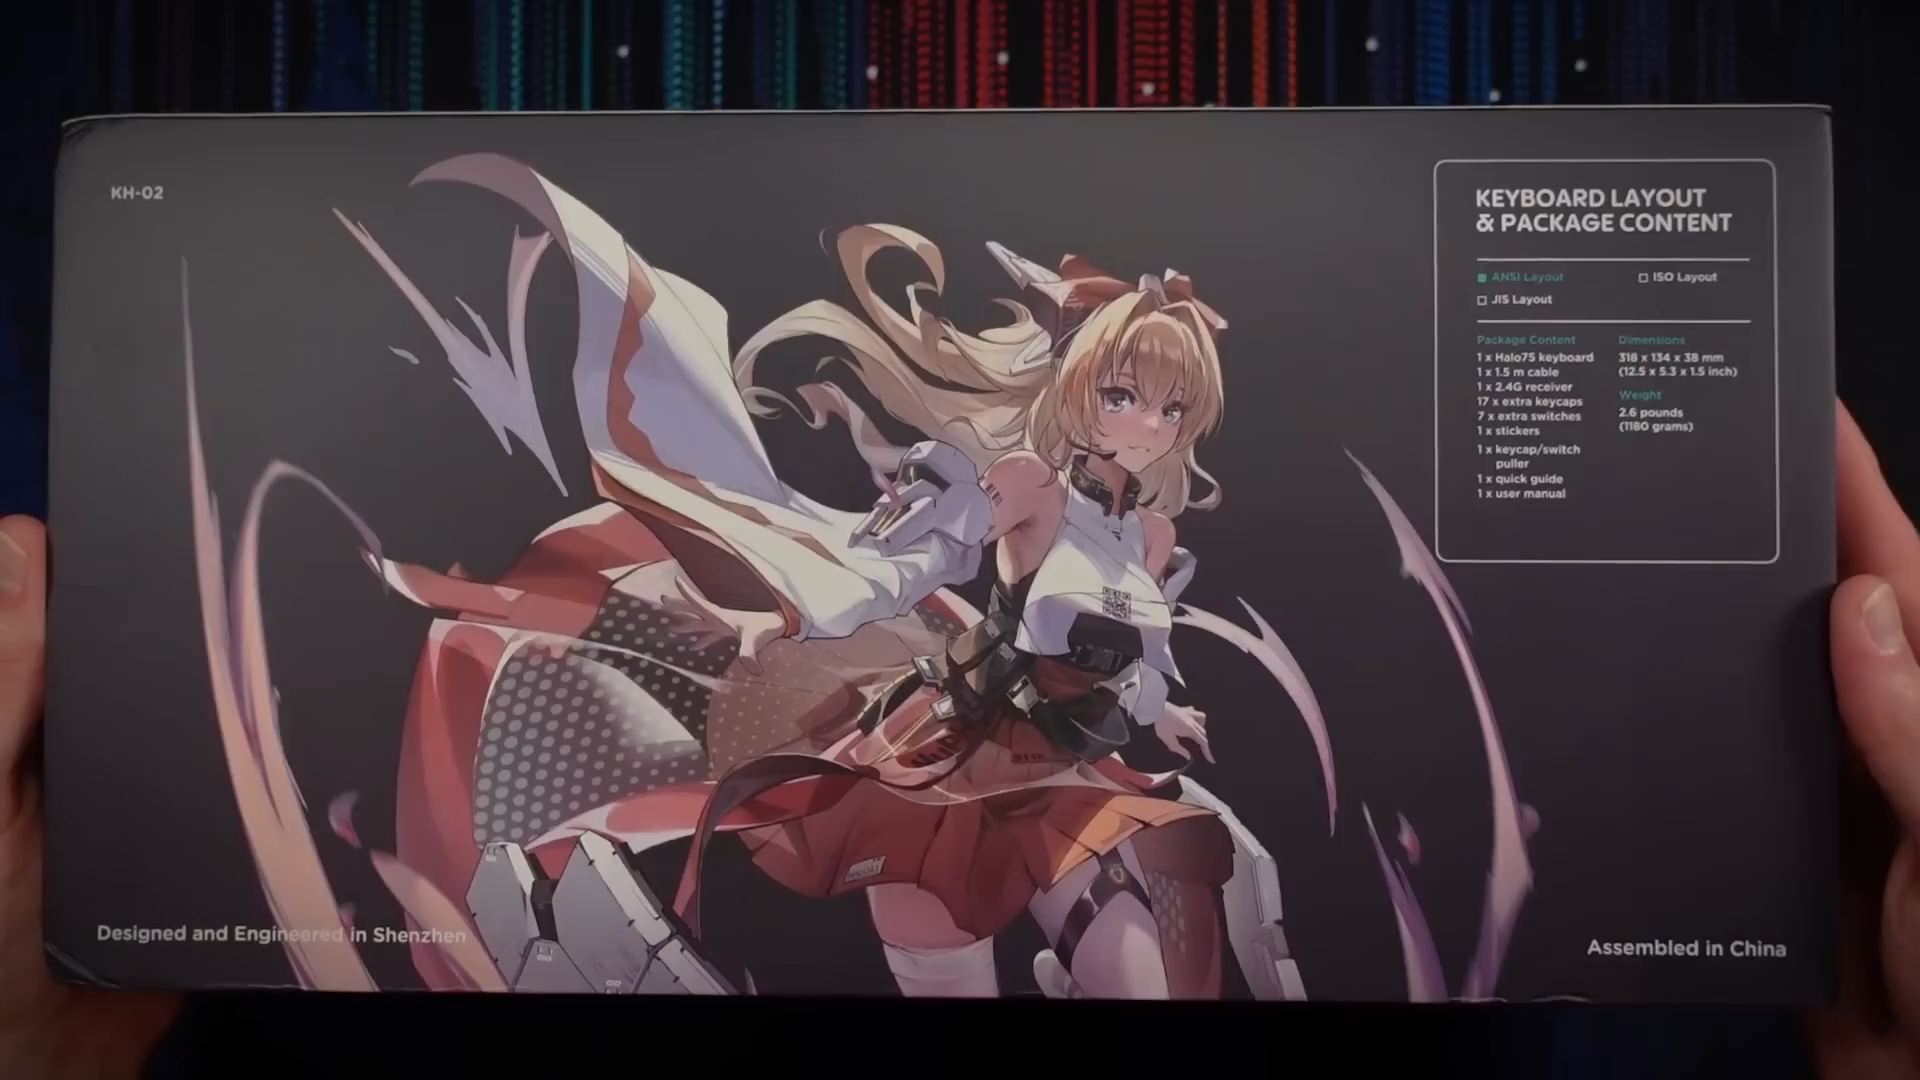 KH-02
KEYBOARD LAYOUT
& PACKAGE CONTENT
ANSI Layout
ISO Layout
JIS Layout
Package Content
1 x Halo75 keyboard
1 x 1.5 m cable
1 x 2.4G receiver
17 x extra keycaps
7 x extra switches
1 x stickers
1 x keycap/switch
puller
1 x quick guide
1 x user manual
Dimensions
318 x 134 x 38 mm
(12.5 x 5.3 x 1.5 inch)
Weight
2.6 pounds
(1180 grams)
Designed and Engineered in Shenzhen
Assembled in China